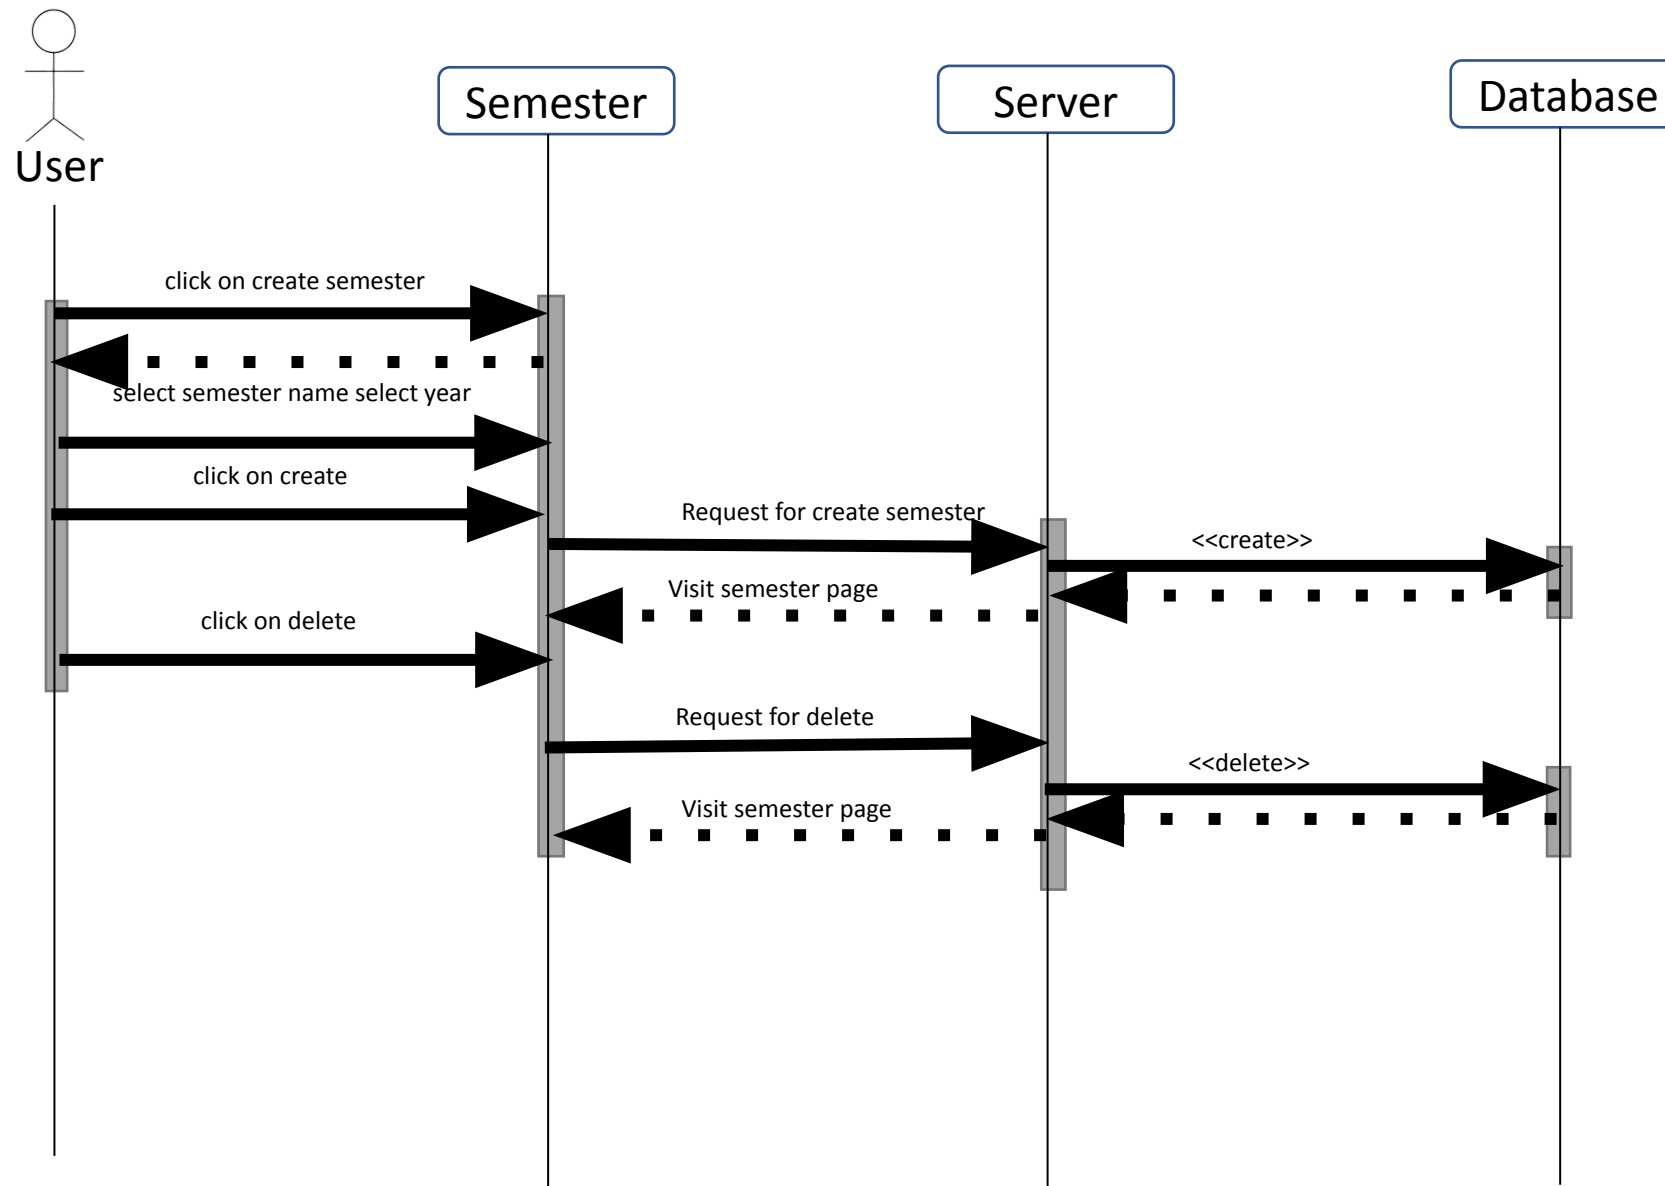 User
Semester
Server
Database
click on create semester
select semester name select year
click on create
Request for create semester
<<create>>
Visit semester page
click on delete
Request for delete
<<delete>>
Visit semester page